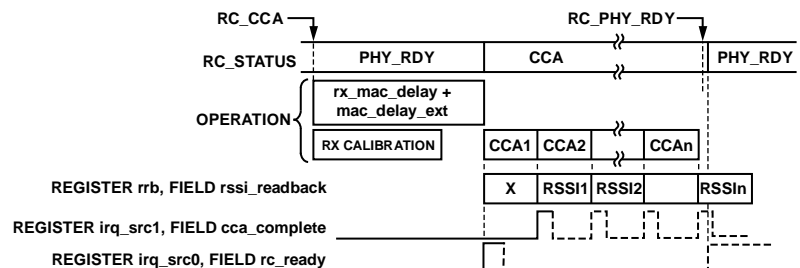 RC_CCA
RC_PHY_RDY
RC_STATUS
PHY_RDY
CCA
PHY_RDY
OPERATION
rx_mac_delay +
mac_delay_ext
RX CALIBRATION
CCA1
CCA2
CCAn
REGISTER rrb, FIELD rssi_readback
X
RSSI1
RSSI2
RSSIn
REGISTER irq_src1, FIELD cca_complete
REGISTER irq_src0, FIELD rc_ready